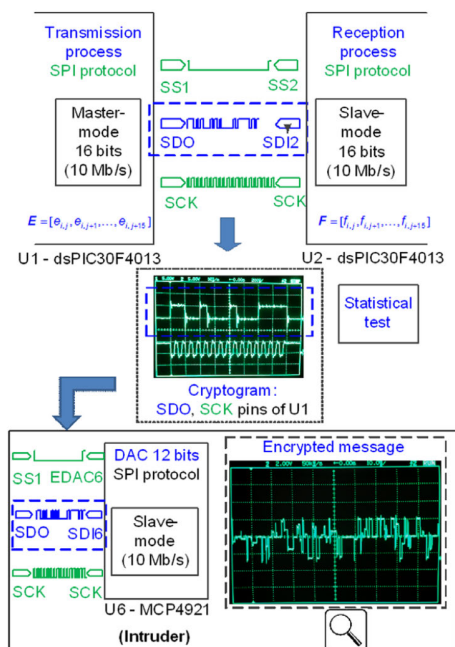 Transmission process
SPI protocol
Master-mode
16 bits
(10 Mb/s)
E = [e_{i,j}, e_{i,j+1}, ..., e_{i,j+15}]
U1 - dsPIC30F4013
SS1 SS2
SDO SDI2
SCK SCK
Reception process
SPI protocol
Slave-mode
16 bits
(10 Mb/s)
F = [f_{i,j}, f_{i,j+1}, ..., f_{i,j+15}]
U2 - dsPIC30F4013
Statistical test
Cryptogram :
SDO, SCK pins of U1
SS1 EDAC6
SDO SDI6
SCK SCK
DAC 12 bits
SPI protocol
Slave-mode
(10 Mb/s)
U6 - MCP4921
(Intruder)
Encrypted message